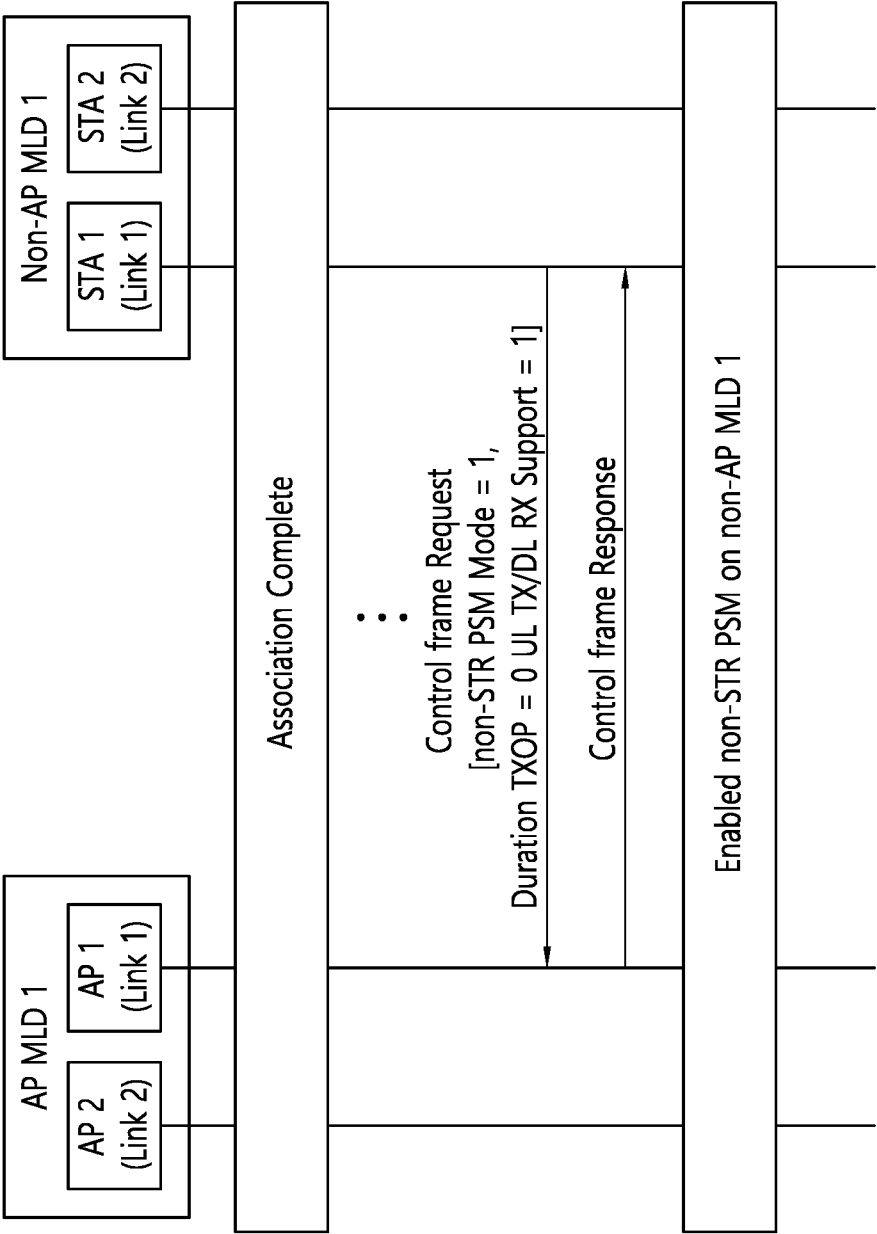 AP MLD 1
AP 2
(Link 2)
AP 1
(Link 1)
Non-AP MLD 1
STA 1
(Link 1)
STA 2
(Link 2)
Association Complete
Control frame Request
[non-STR PSM Mode = 1,
Duration TXOP = 0 UL TX/DL RX Support = 1]
Control frame Response
Enabled non-STR PSM on non-AP MLD 1